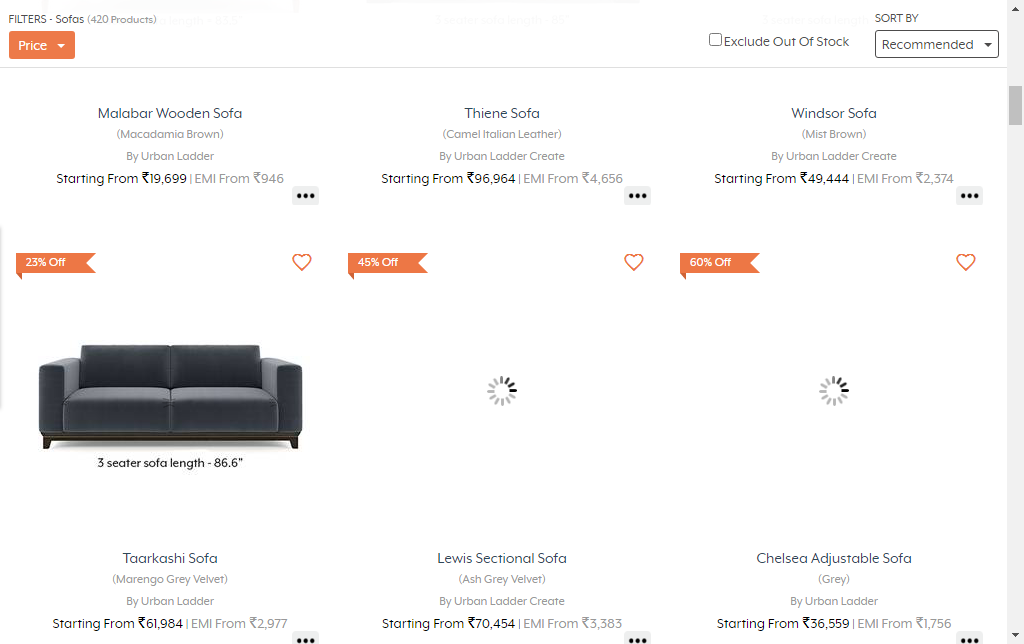 FILTERS - Sofas (420 Products)
Price
Exclude Out Of Stock
SORT BY
Recommended
Malabar Wooden Sofa
(Macadamia Brown)
By Urban Ladder
Starting From ₹19,699 | EMI From ₹946
Thiene Sofa
(Camel Italian Leather)
By Urban Ladder Create
Starting From ₹96,964 | EMI From ₹4,656
Windsor Sofa
(Mist Brown)
By Urban Ladder Create
Starting From ₹49,444 | EMI From ₹2,374
23% Off
45% Off
60% Off
3 seater sofa length - 86.6”
Taarkashi Sofa
(Marengo Grey Velvet)
By Urban Ladder
Starting From ₹61,984 | EMI From ₹2,977
Lewis Sectional Sofa
(Ash Grey Velvet)
By Urban Ladder Create
Starting From ₹70,454 | EMI From ₹3,383
Chelsea Adjustable Sofa
(Grey)
By Urban Ladder
Starting From ₹36,559 | EMI From ₹1,756